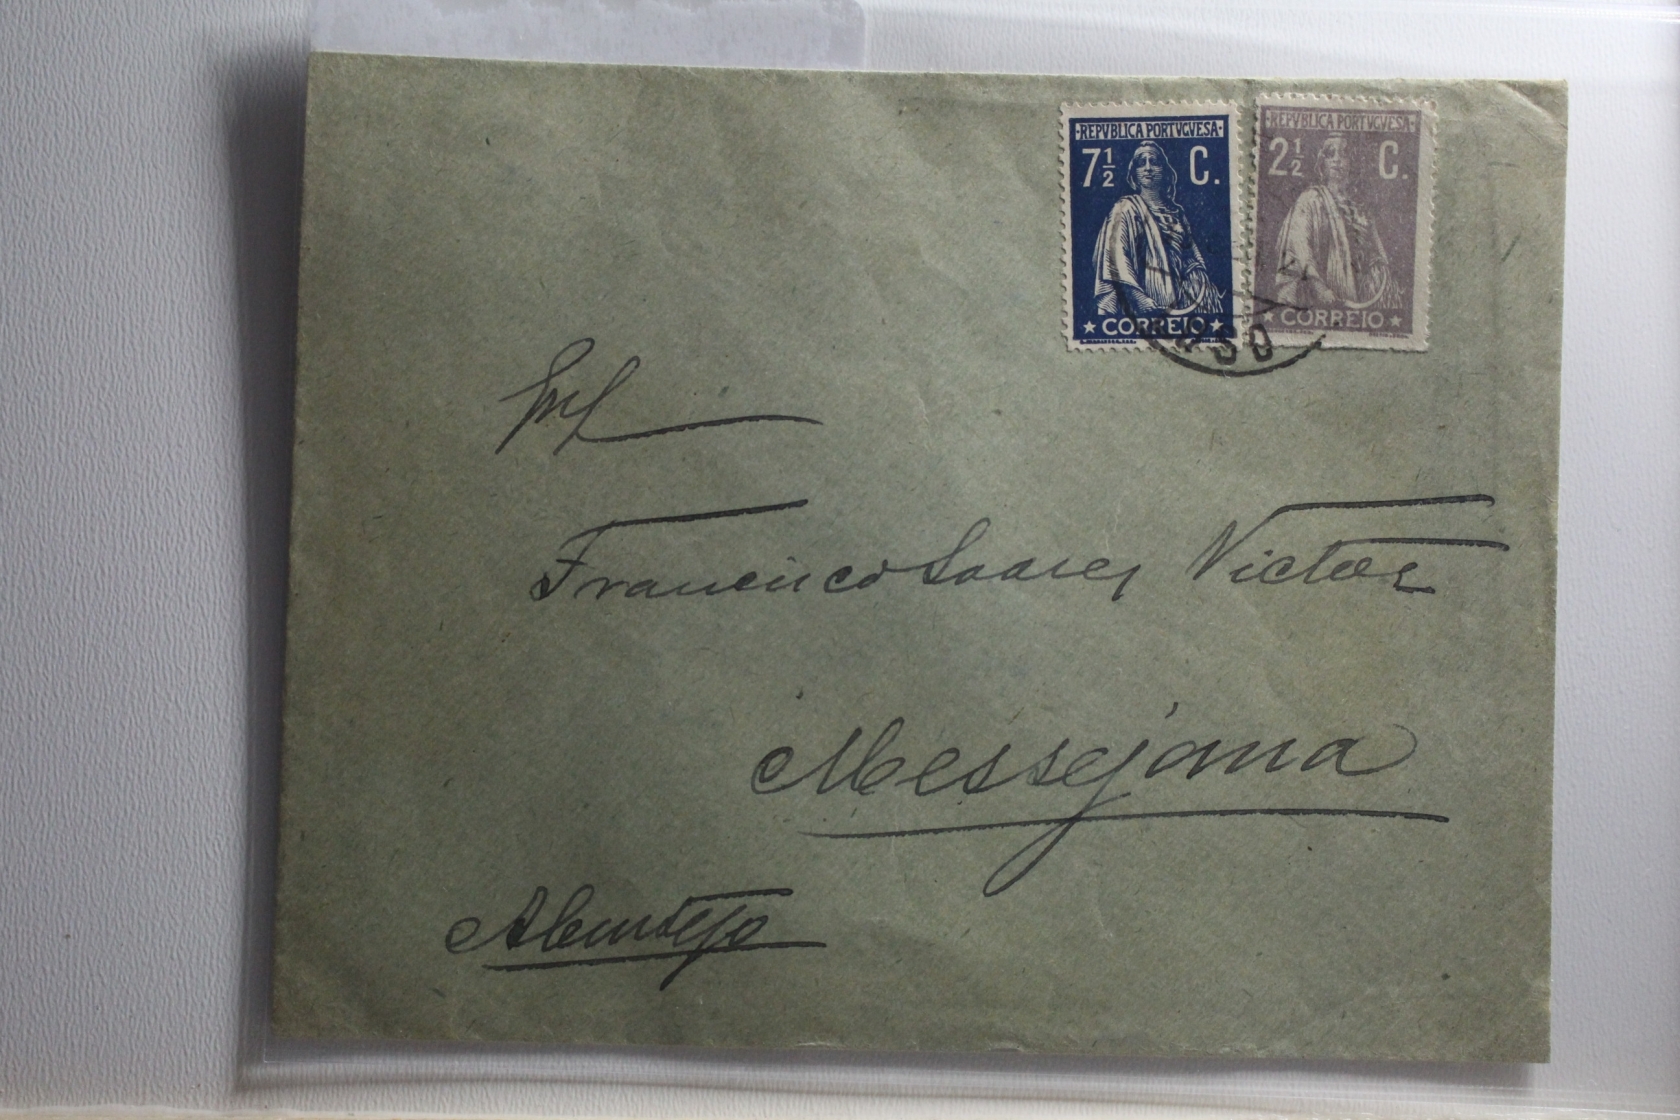 ·REPVBLICA PORTVGVESA·
7½ C.
★ CORREIO ★
·REPVBLICA PORTVGVESA·
2½ C.
★ CORREIO ★
Francisco Soares Victor
Messejana
Alemtejo